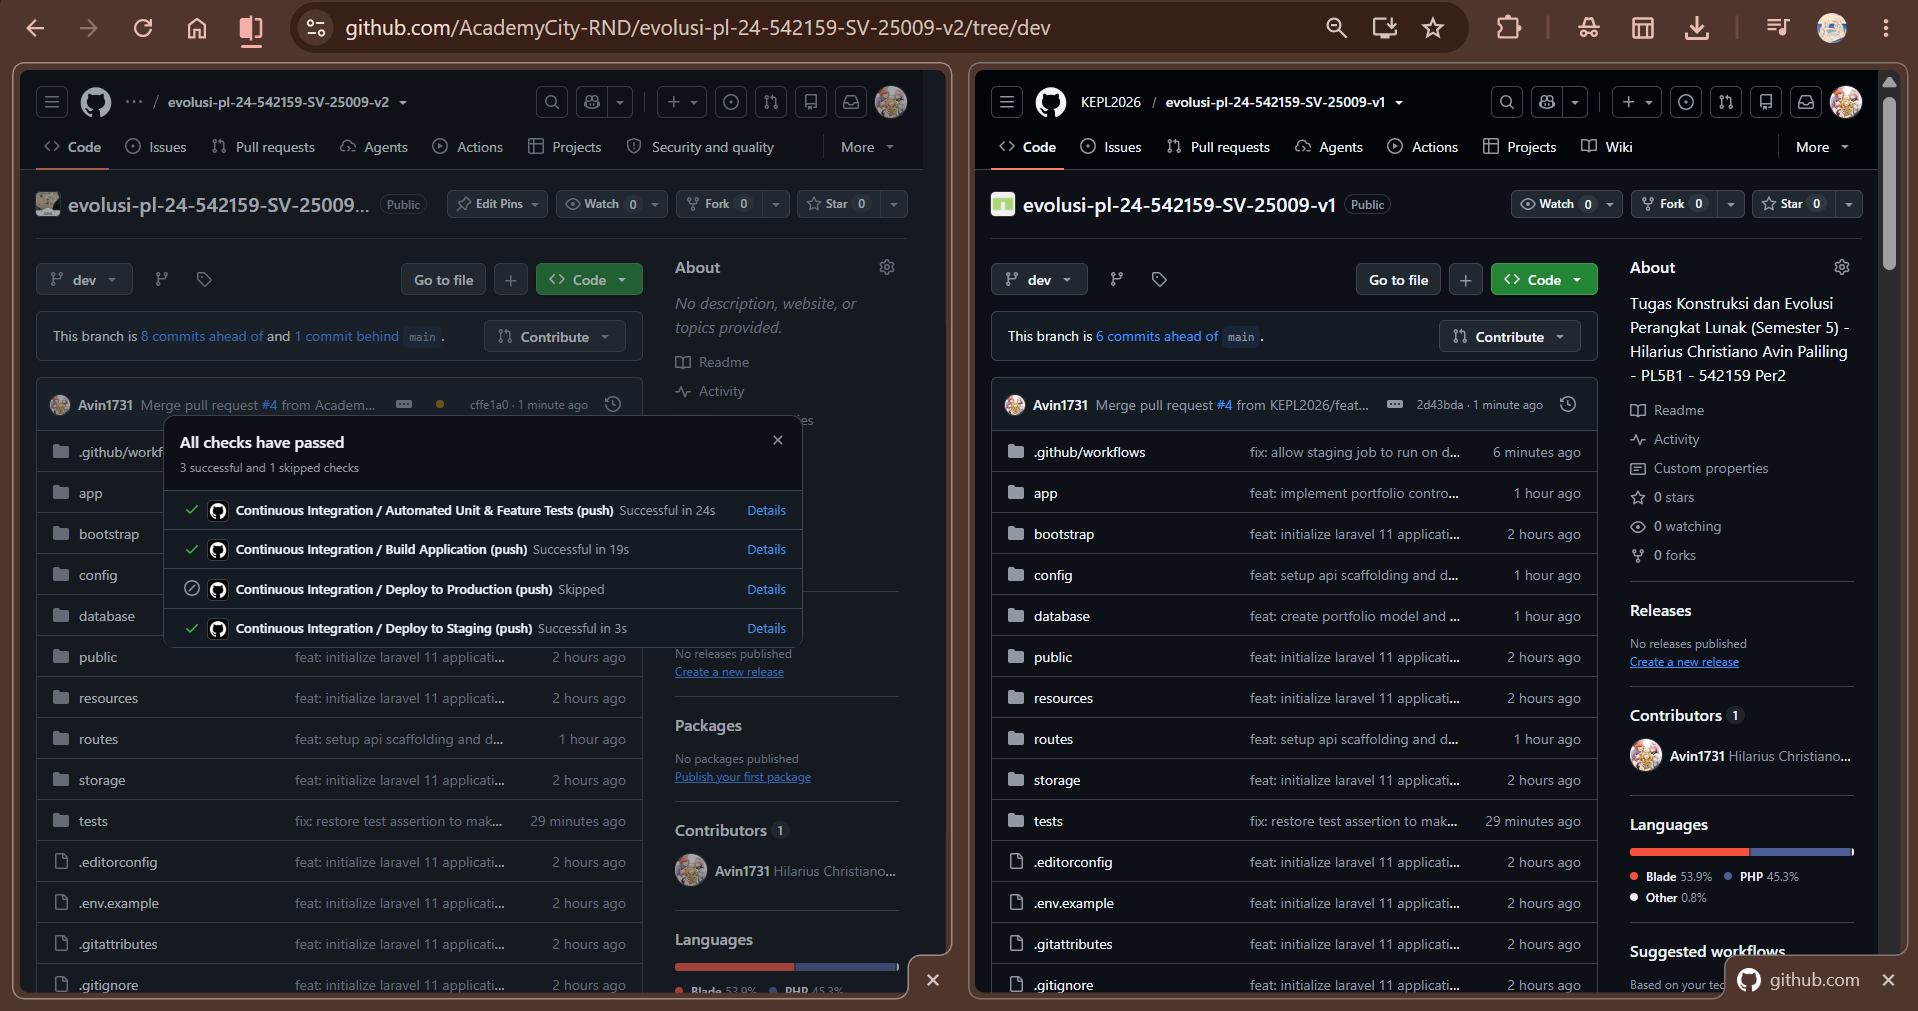 github.com/AcademyCity-RND/evolusi-pl-24-542159-SV-25009-v2/tree/dev
... / evolusi-pl-24-542159-SV-25009-v2
Code Issues Pull requests Agents Actions Projects Security and quality More
evolusi-pl-24-542159-SV-25009... Public Edit Pins Watch 0 Fork 0 Star 0
dev Go to file Code
This branch is 8 commits ahead of and 1 commit behind main .
Contribute
Avin1731 Merge pull request #4 from Academ... cffe1a0 · 1 minute ago
.github/workf
All checks have passed
3 successful and 1 skipped checks
Continuous Integration / Automated Unit & Feature Tests (push) Successful in 24s Details
Continuous Integration / Build Application (push) Successful in 19s Details
Continuous Integration / Deploy to Production (push) Skipped Details
Continuous Integration / Deploy to Staging (push) Successful in 3s Details
app
bootstrap
config
database
public feat: initialize laravel 11 applicati... 2 hours ago
resources feat: initialize laravel 11 applicati... 2 hours ago
routes feat: setup api scaffolding and d... 1 hour ago
storage feat: initialize laravel 11 applicati... 2 hours ago
tests fix: restore test assertion to mak... 29 minutes ago
.editorconfig feat: initialize laravel 11 applicati... 2 hours ago
.env.example feat: initialize laravel 11 applicati... 2 hours ago
.gitattributes feat: initialize laravel 11 applicati... 2 hours ago
.gitignore feat: initialize laravel 11 applicati... 2 hours ago
About
No description, website, or
topics provided.
Readme
Activity
es
No releases published
Create a new release
Packages
No packages published
Publish your first package
Contributors 1
Avin1731 Hilarius Christiano...
Languages
Blade 53.9% PHP 45.3%
KEPL2026 / evolusi-pl-24-542159-SV-25009-v1
Code Issues Pull requests Agents Actions Projects Wiki More
evolusi-pl-24-542159-SV-25009-v1 Public Watch 0 Fork 0 Star 0
dev Go to file Code
This branch is 6 commits ahead of main .
Contribute
Avin1731 Merge pull request #4 from KEPL2026/feat... 2d43bda · 1 minute ago
.github/workflows fix: allow staging job to run on d... 6 minutes ago
app feat: implement portfolio contro... 1 hour ago
bootstrap feat: initialize laravel 11 applicati... 2 hours ago
config feat: setup api scaffolding and d... 1 hour ago
database feat: create portfolio model and ... 1 hour ago
public feat: initialize laravel 11 applicati... 2 hours ago
resources feat: initialize laravel 11 applicati... 2 hours ago
routes feat: setup api scaffolding and d... 1 hour ago
storage feat: initialize laravel 11 applicati... 2 hours ago
tests fix: restore test assertion to mak... 29 minutes ago
.editorconfig feat: initialize laravel 11 applicati... 2 hours ago
.env.example feat: initialize laravel 11 applicati... 2 hours ago
.gitattributes feat: initialize laravel 11 applicati... 2 hours ago
.gitignore feat: initialize laravel 11 applicati... 2 hours ago
About
Tugas Konstruksi dan Evolusi
Perangkat Lunak (Semester 5) -
Hilarius Christiano Avin Paliling
- PL5B1 - 542159 Per2
Readme
Activity
Custom properties
0 stars
0 watching
0 forks
Releases
No releases published
Create a new release
Contributors 1
Avin1731 Hilarius Christiano...
Languages
Blade 53.9% PHP 45.3%
Other 0.8%
Suggested workflows
Based on your tec
github.com